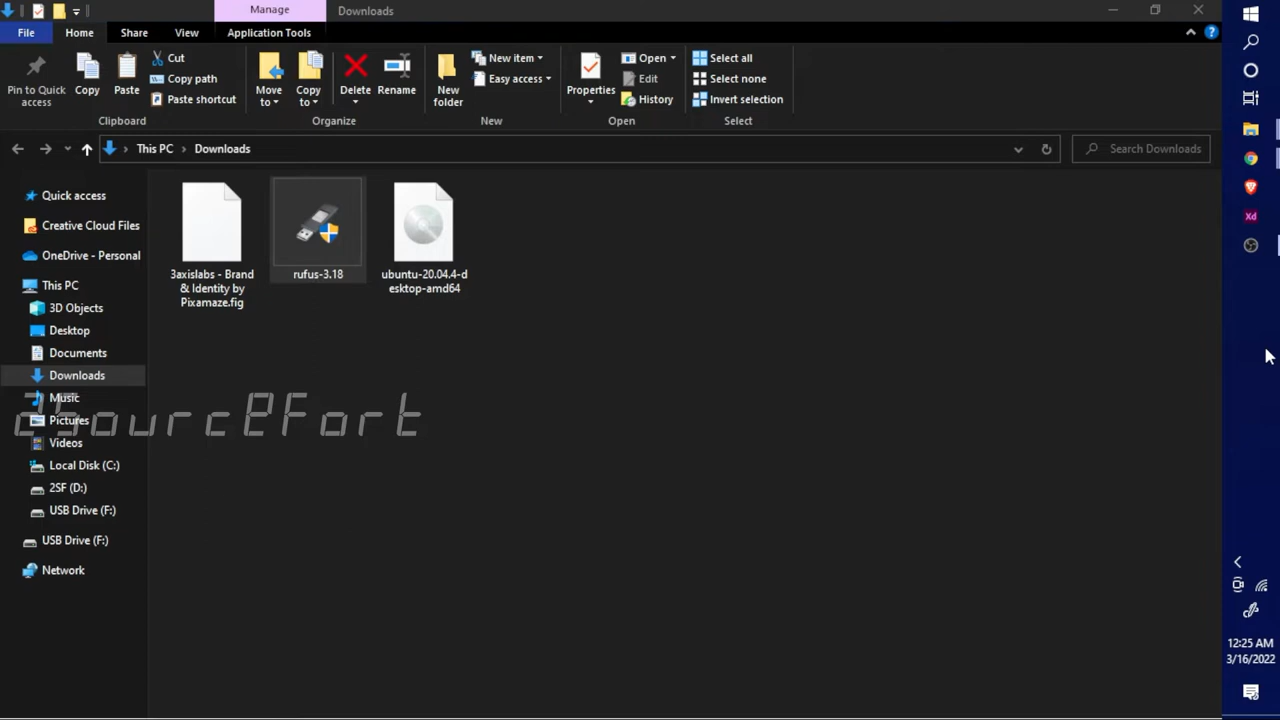 Manage
Downloads
File
Home
Share
View
Application Tools
Pin to Quick
access
Copy
Paste
Cut
Copy path
Paste shortcut
Clipboard
Move
to
Copy
to
Delete
Rename
Organize
New
folder
New item
Easy access
New
Properties
Open
Edit
History
Open
Select all
Select none
Invert selection
Select
This PC
Downloads
Search Downloads
Quick access
Creative Cloud Files
OneDrive - Personal
This PC
3D Objects
Desktop
Documents
Downloads
Music
Pictures
Videos
Local Disk (C:)
2SF (D:)
USB Drive (F:)
USB Drive (F:)
Network
3axislabs - Brand
& Identity by
Pixamaze.fig
rufus-3.18
ubuntu-20.04.4-d
esktop-amd64
Xd
12:25 AM
3/16/2022